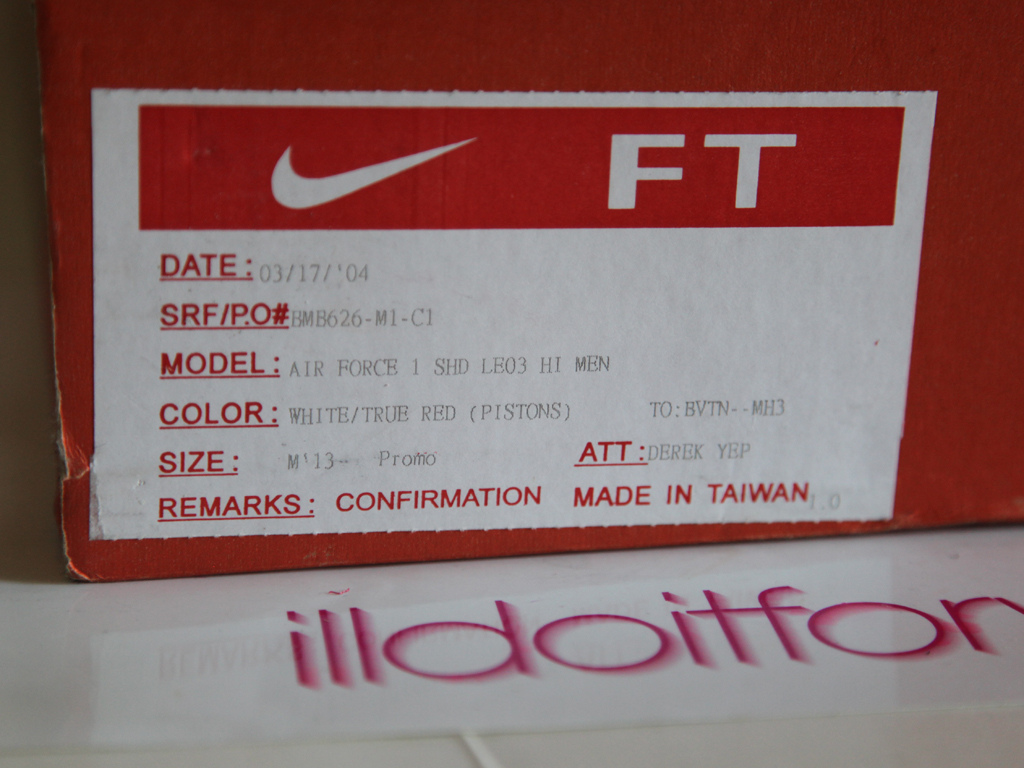 FT
DATE: 03/17/'04
SRF/P.O# BMB626-M1-C1
MODEL: AIR FORCE 1 SHD LE03 HI MEN
COLOR: WHITE/TRUE RED (PISTONS) TO:BVTN--MH3
SIZE: M'13-- Promo ATT: DEREK YEP
REMARKS: CONFIRMATION MADE IN TAIWAN 1.0
illdoitfor